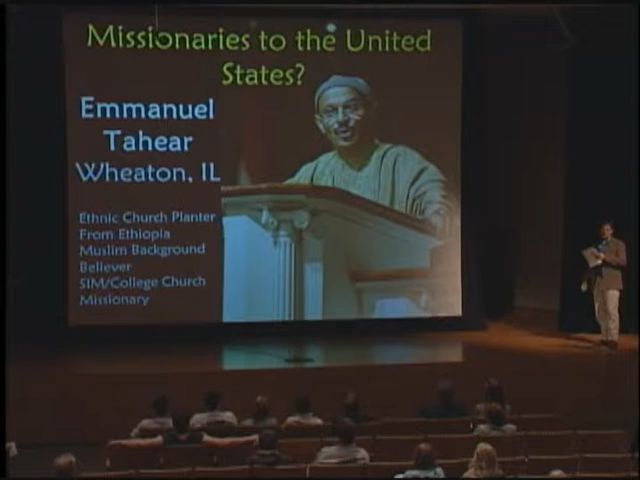 Missionaries to the United
States?
Emmanuel
Tahear
Wheaton, IL
Ethnic Church Planter
From Ethiopia
Muslim Background
Believer
SIM/College Church
Missionary